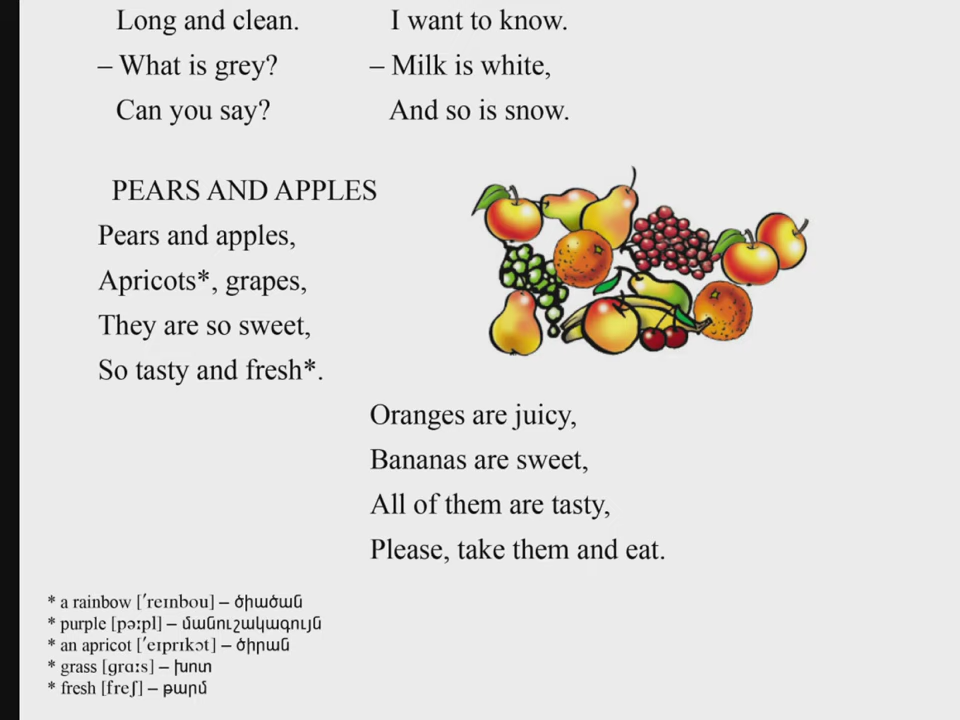 Long and clean.
– What is grey?
Can you say?
I want to know.
– Milk is white,
And so is snow.
PEARS AND APPLES
Pears and apples,
Apricots*, grapes,
They are so sweet,
So tasty and fresh*.
Oranges are juicy,
Bananas are sweet,
All of them are tasty,
Please, take them and eat.
* a rainbow [ʹreɪnbou] – ծիածան
* purple [pəːpl] – մանուշակագույն
* an apricot [ʹeɪprɪkɔt] – ծիրան
* grass [grɑːs] – խոտ
* fresh [freʃ] – թարմ